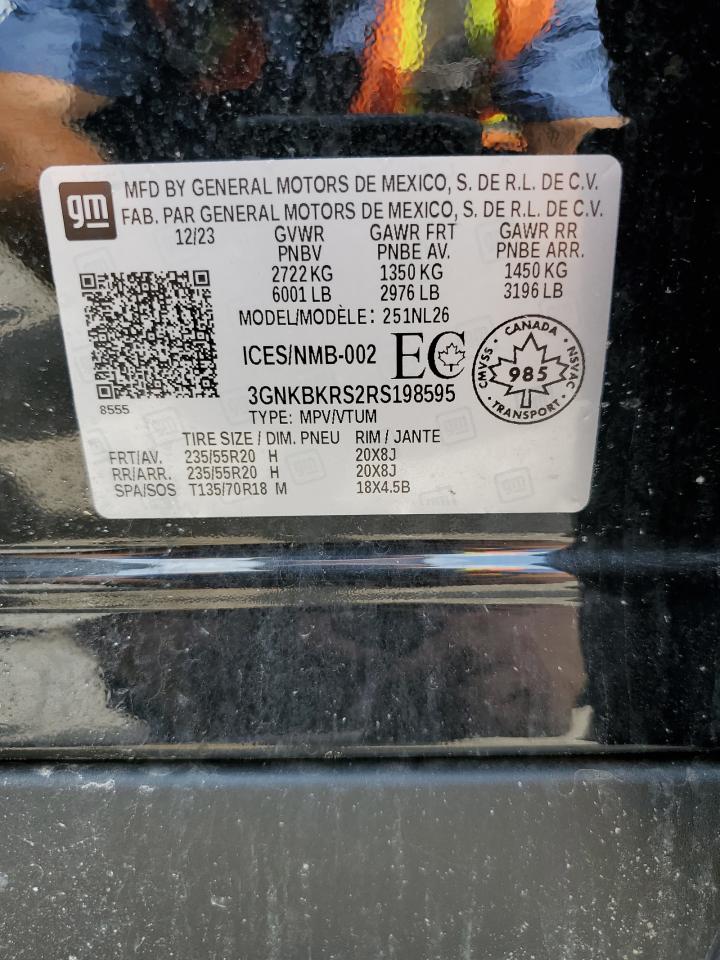 gm
MFD BY GENERAL MOTORS DE MEXICO, S. DE R.L. DE C.V.
FAB. PAR GENERAL MOTORS DE MEXICO, S. DE R.L. DE C.V.
12/23 GVWR GAWR FRT GAWR RR
PNBV PNBE AV. PNBE ARR.
2722 KG 1350 KG 1450 KG
6001 LB 2976 LB 3196 LB
MODEL/MODÈLE: 251NL26
ICES/NMB-002 EC
CANADA
CMVSS 985 NSVAC
TRANSPORT
3GNKBKRS2RS198595
8555
TYPE: MPV/VTUM
TIRE SIZE / DIM. PNEU RIM / JANTE
FRT/AV. 235/55R20 H 20X8J
RR/ARR. 235/55R20 H 20X8J
SPA/SOS T135/70R18 M 18X4.5B